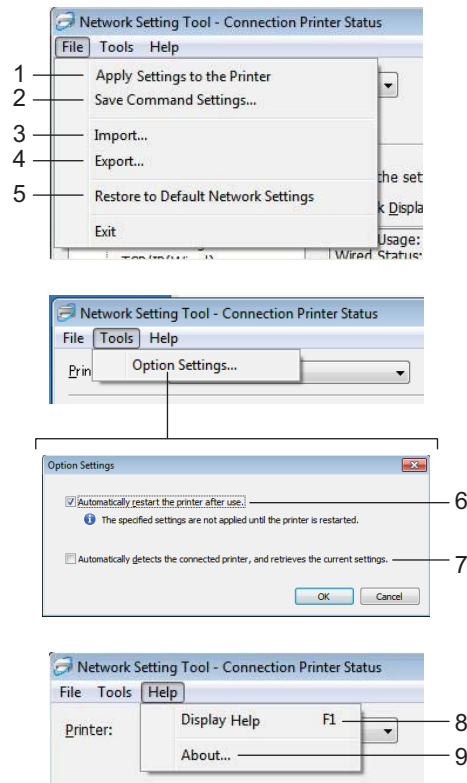 Network Setting Tool - Connection Printer Status
File Tools Help
1 Apply Settings to the Printer
2 Save Command Settings...
3 Import...
4 Export...
the set
5 Restore to Default Network Settings
k Displa
Exit
Usage:
TCP/IP(Wired)
Wired Status:
Network Setting Tool - Connection Printer Status
File Tools Help
Prin
Option Settings...
Option Settings
Automatically restart the printer after use. 6
The specified settings are not applied until the printer is restarted.
Automatically detects the connected printer, and retrieves the current settings. 7
OK Cancel
Network Setting Tool - Connection Printer Status
File Tools Help
Printer:
Display Help F1 8
About... 9